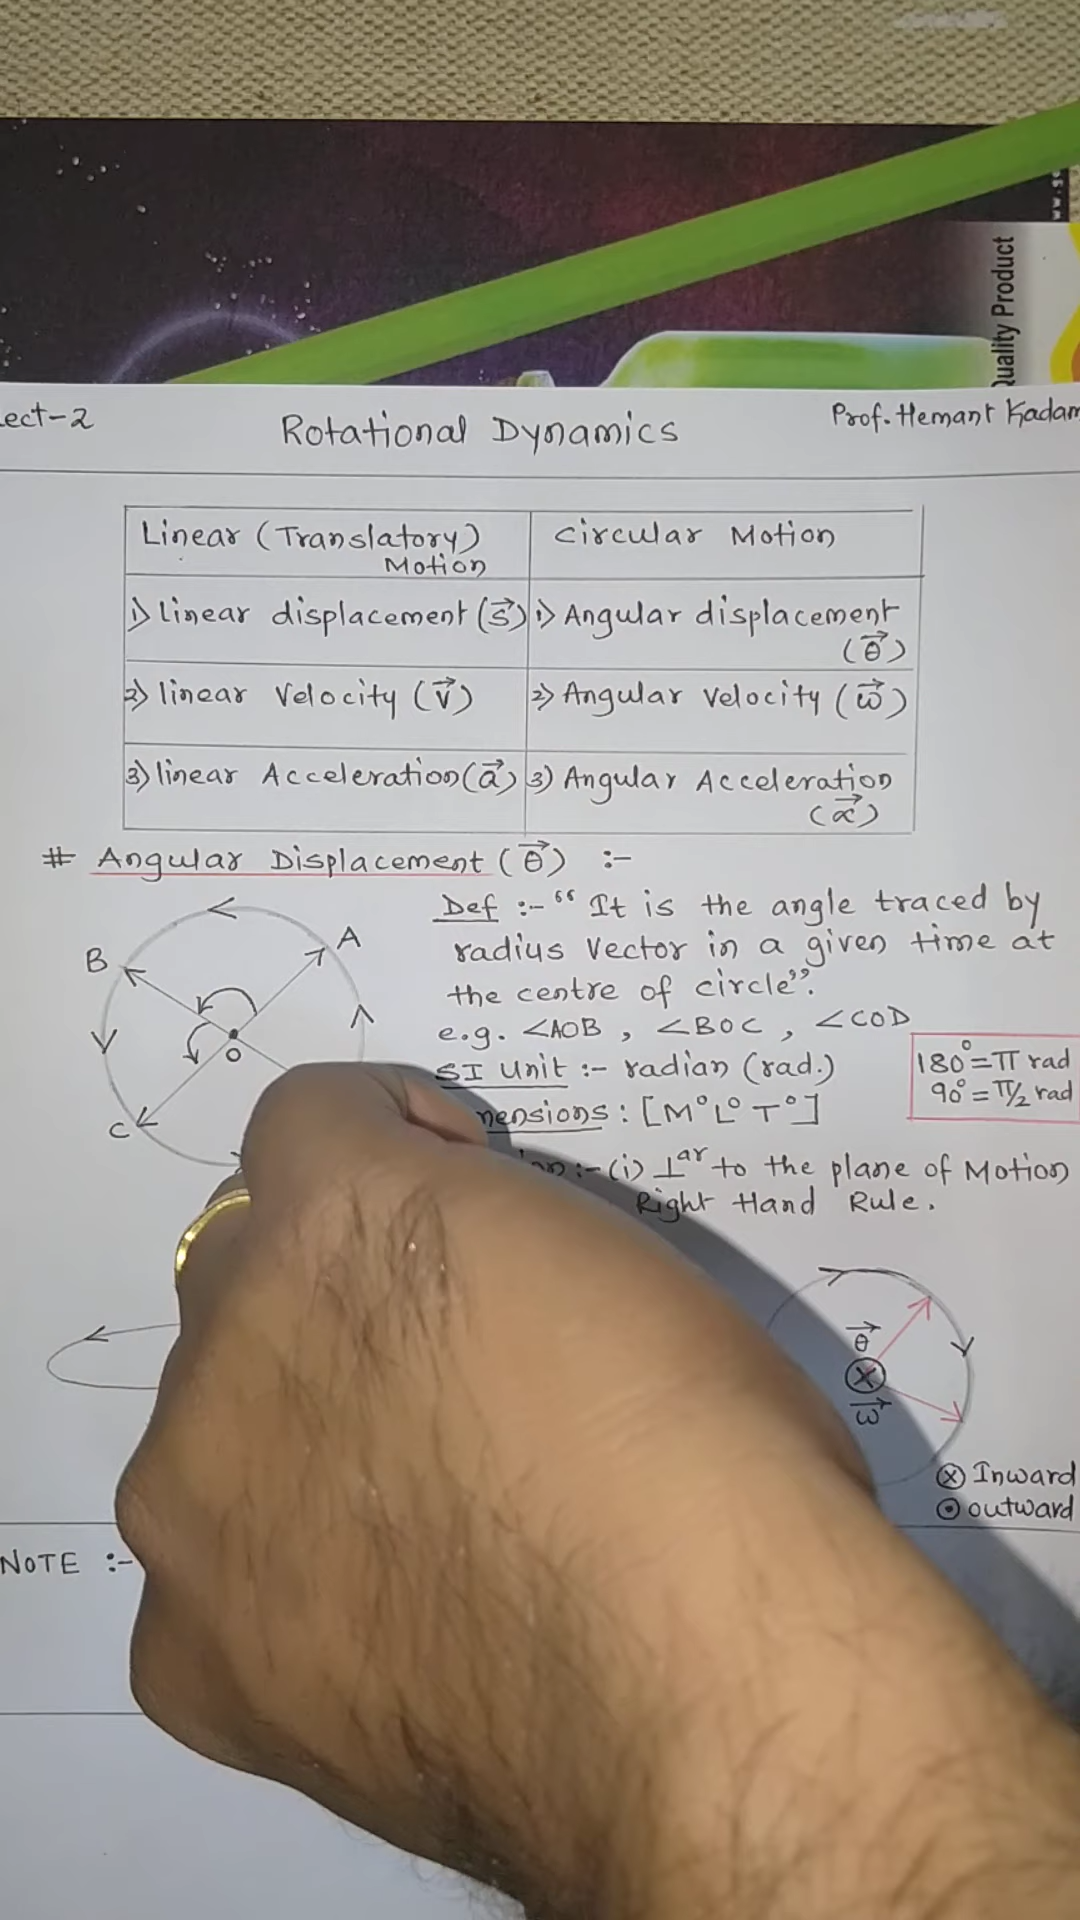 Quality Product
Lect-2
Rotational Dynamics
Prof. Hemant Kadam
Linear (Translatory) Motion
Circular Motion
1) Linear displacement (s⃗)
1) Angular displacement (θ⃗)
2) linear Velocity (v⃗)
2) Angular Velocity (ω⃗)
3) linear Acceleration (a⃗)
3) Angular Acceleration (α⃗)
# Angular Displacement (θ⃗) :-
Def :- "It is the angle traced by
radius Vector in a given time at
the centre of circle".
e.g. ∠AOB, ∠BOC, ∠COD
SI Unit :- radian (rad.)
180° = π rad
90° = π/2 rad
mensions : [M⁰L⁰T⁰]
:- (i) ⊥ar to the plane of Motion
Right Hand Rule.
A
B
O
C
θ⃗
ω⃗
⊗ Inward
⊙ outward
NOTE :-